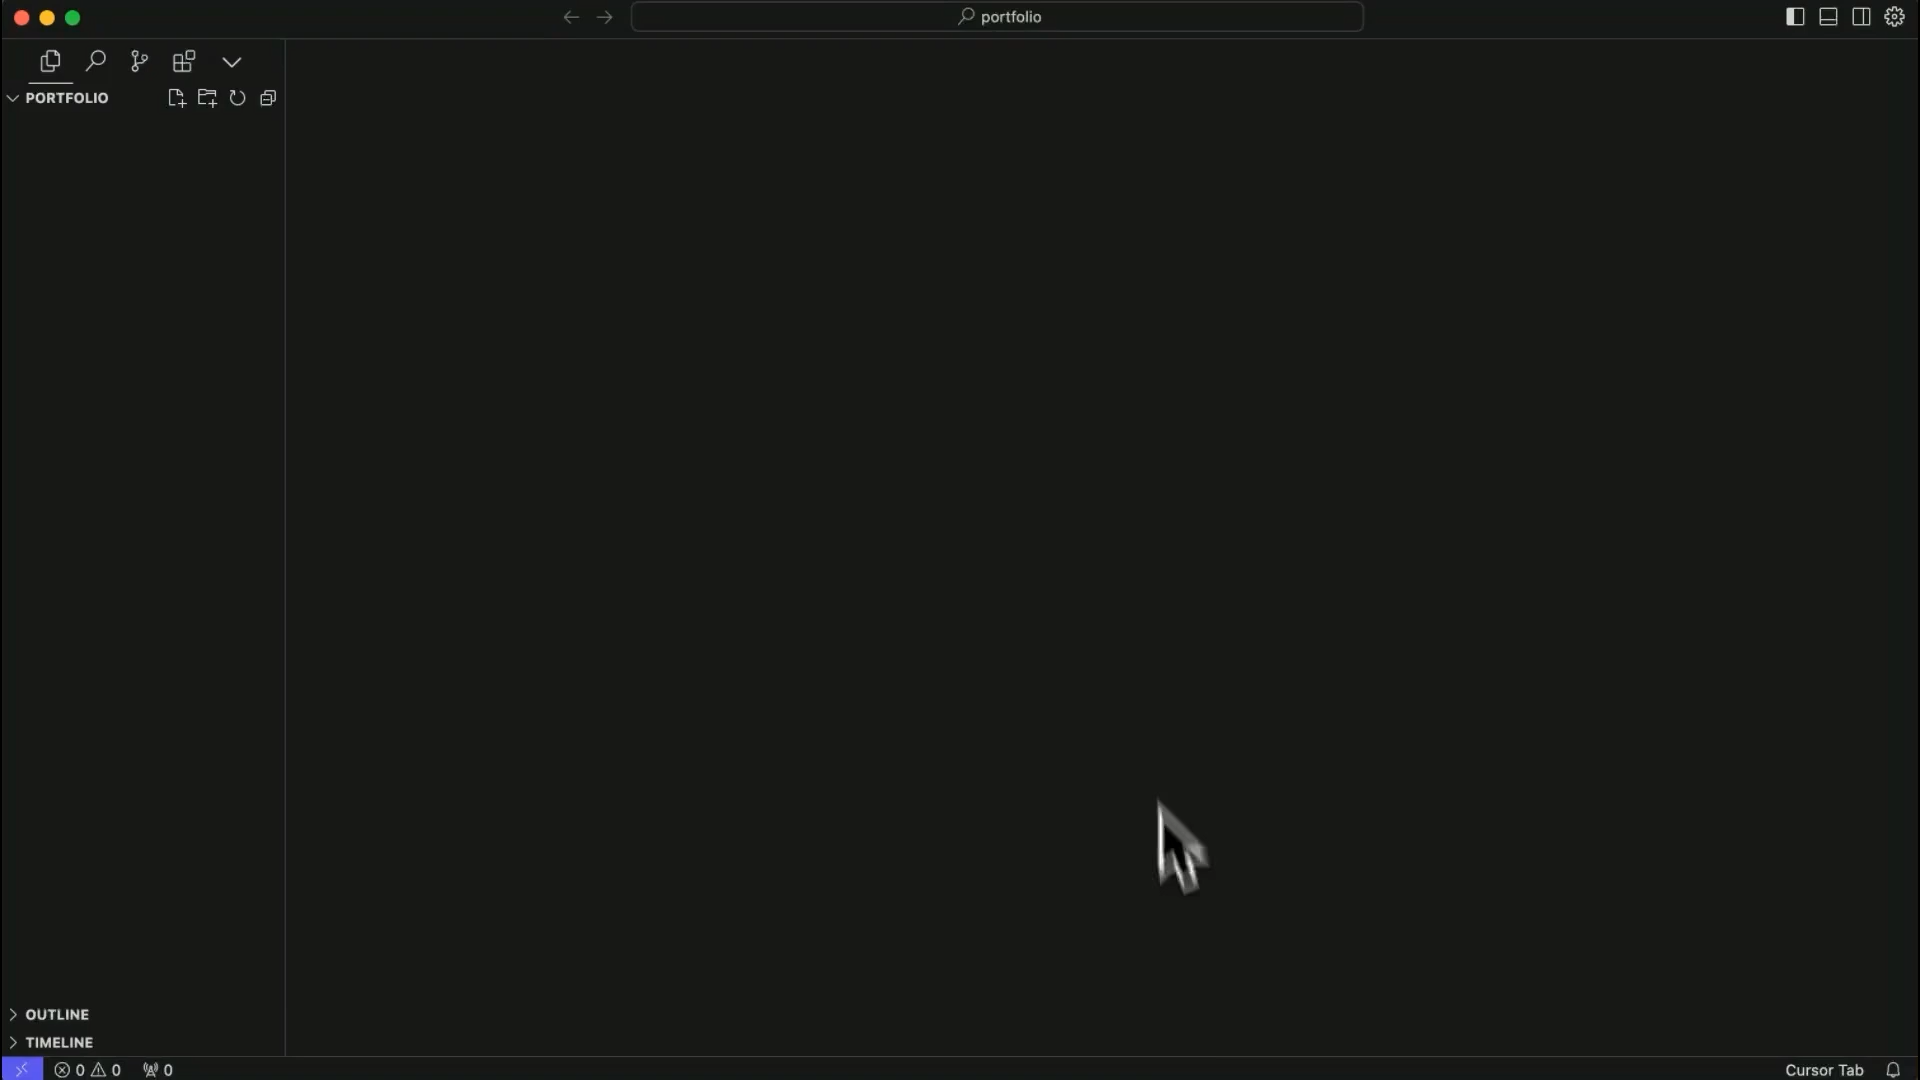 portfolio
PORTFOLIO
OUTLINE
TIMELINE
0 0 0
Cursor Tab